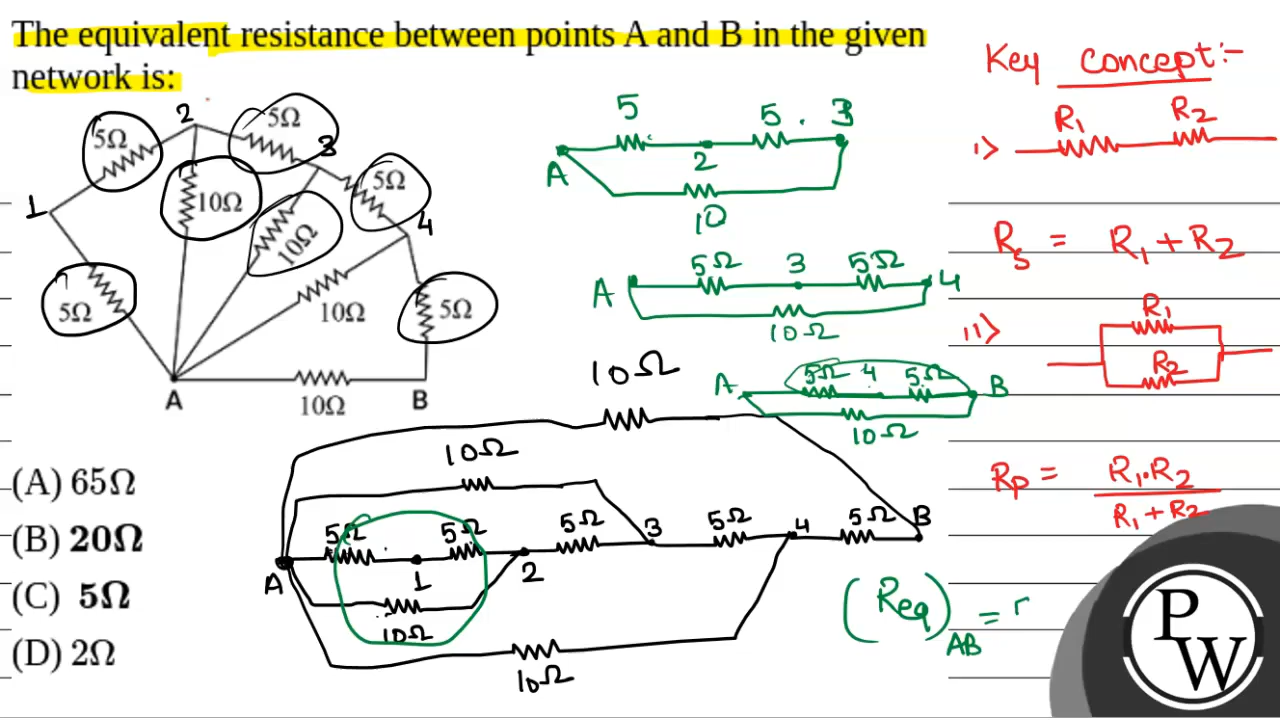 The equivalent resistance between points A and B in the given
network is:
5Ω
2
5Ω
3
5Ω
1
10Ω
10Ω
4
5Ω
10Ω
5Ω
A
10Ω
B
(A) 65Ω
(B) 20Ω
(C) 5Ω
(D) 2Ω
5
5
3
A
2
10
A
5Ω
3
5Ω
4
10Ω
A
5Ω
4
5Ω
B
10Ω
10Ω
10Ω
5Ω
5Ω
5Ω
5Ω
5Ω
A
1
2
3
4
B
10Ω
10Ω
(Req)AB =
Key concept:-
i)
R₁
R₂
Rs = R₁ + R₂
ii)
R₁
R₂
Rp = R₁.R₂
R₁ + R₂
P
W